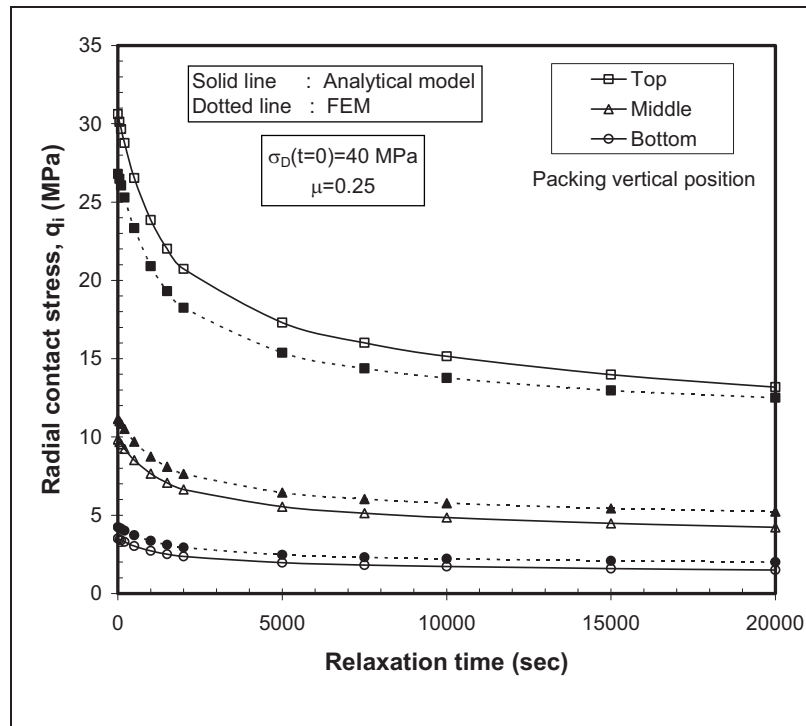 Radial contact stress, qi (MPa)
35
30
25
20
15
10
5
0
Solid line : Analytical model
Dotted line : FEM
σD(t=0)=40 MPa
μ=0.25
Top
Middle
Bottom
Packing vertical position
0 5000 10000 15000 20000
Relaxation time (sec)